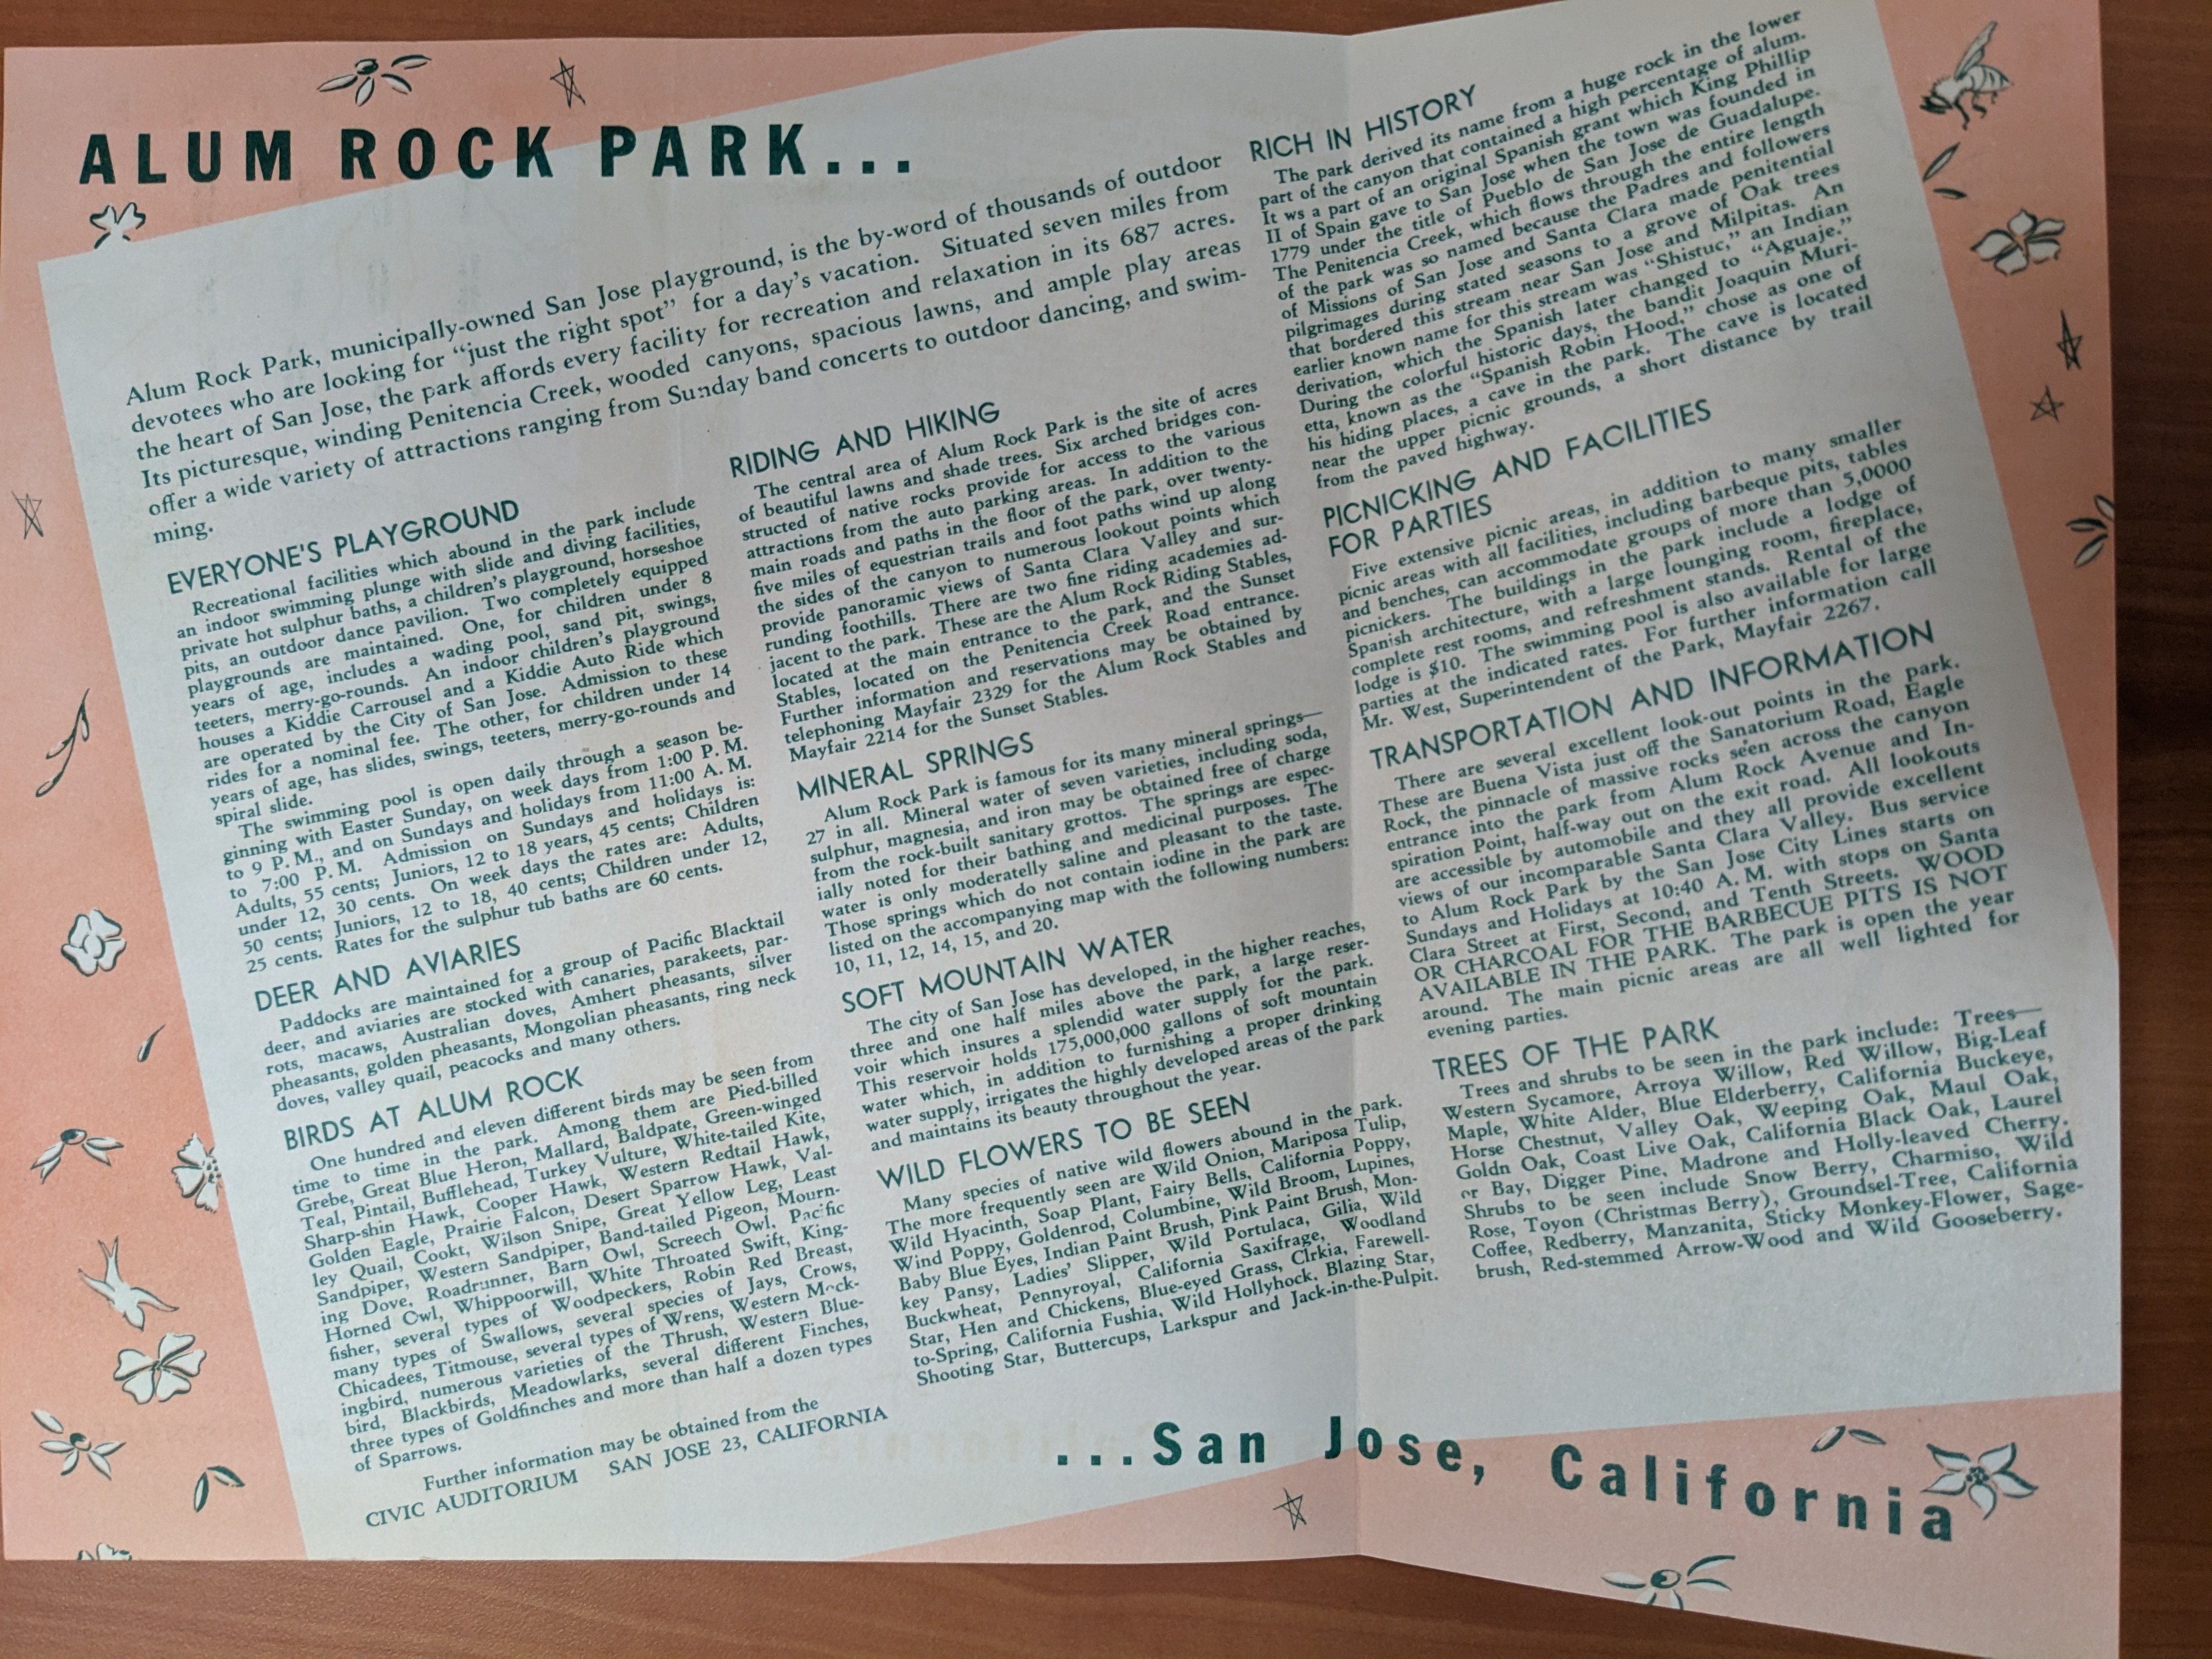 ALUM ROCK PARK...
Alum Rock Park, municipally-owned San Jose playground, is the by-word of thousands of outdoor
devotees who are looking for "just the right spot" for a day's vacation. Situated seven miles from
the heart of San Jose, the park affords every facility for recreation and relaxation in its 687 acres.
Its picturesque, winding Penitencia Creek, wooded canyons, spacious lawns, and ample play areas
offer a wide variety of attractions ranging from Sunday band concerts to outdoor dancing, and swim-
ming.
EVERYONE'S PLAYGROUND
Recreational facilities which abound in the park include
an indoor swimming plunge with slide and diving facilities,
private hot sulphur baths, a children's playground, horseshoe
pits, an outdoor dance pavilion. Two completely equipped
playgrounds are maintained. One, for children under 8
years of age, includes a wading pool, sand pit, swings,
teeters, merry-go-rounds. An indoor children's playground
houses a Kiddie Carrousel and a Kiddie Auto Ride which
are operated by the City of San Jose. Admission to these
rides for a nominal fee. The other, for children under 14
years of age, has slides, swings, teeters, merry-go-rounds and
spiral slide.
The swimming pool is open daily through a season be-
ginning with Easter Sunday, on week days from 1:00 P. M.
to 9 P. M., and on Sundays and holidays from 11:00 A. M.
to 7:00 P. M. Admission on Sundays and holidays is:
Adults, 55 cents; Juniors, 12 to 18 years, 45 cents; Children
under 12, 30 cents. On week days the rates are: Adults,
50 cents; Juniors, 12 to 18, 40 cents; Children under 12,
25 cents. Rates for the sulphur tub baths are 60 cents.
DEER AND AVIARIES
Paddocks are maintained for a group of Pacific Blacktail
deer, and aviaries are stocked with canaries, parakeets, par-
rots, macaws, Australian doves, Amhert pheasants, silver
pheasants, golden pheasants, Mongolian pheasants, ring neck
doves, valley quail, peacocks and many others.
BIRDS AT ALUM ROCK
One hundred and eleven different birds may be seen from
time to time in the park. Among them are Pied-billed
Grebe, Great Blue Heron, Mallard, Baldpate, Green-winged
Teal, Pintail, Bufflehead, Turkey Vulture, White-tailed Kite,
Sharp-shin Hawk, Cooper Hawk, Western Redtail Hawk,
Golden Eagle, Prairie Falcon, Desert Sparrow Hawk, Val-
ley Quail, Cookt, Wilson Snipe, Great Yellow Leg, Least
Sandpiper, Western Sandpiper, Band-tailed Pigeon, Mourn-
ing Dove, Roadrunner, Barn Owl, Screech Owl, Pacific
Horned Owl, Whippoorwill, White Throated Swift, King-
fisher, several types of Woodpeckers, Robin Red Breast,
many types of Swallows, several species of Jays, Crows,
Chicadees, Titmouse, several types of Wrens, Western Mock-
ingbird, numerous varieties of the Thrush, Western Blue-
bird, Blackbirds, Meadowlarks, several different Finches,
three types of Goldfinches and more than half a dozen types
of Sparrows.
Further information may be obtained from the
CIVIC AUDITORIUM SAN JOSE 23, CALIFORNIA
RIDING AND HIKING
The central area of Alum Rock Park is the site of acres
of beautiful lawns and shade trees. Six arched bridges con-
structed of native rocks provide for access to the various
attractions from the auto parking areas. In addition to the
main roads and paths in the floor of the park, over twenty-
five miles of equestrian trails and foot paths wind up along
the sides of the canyon to numerous lookout points which
provide panoramic views of Santa Clara Valley and sur-
runding foothills. There are two fine riding academies ad-
jacent to the park. These are the Alum Rock Riding Stables,
located at the main entrance to the park, and the Sunset
Stables, located on the Penitencia Creek Road entrance.
Further information and reservations may be obtained by
telephoning Mayfair 2329 for the Alum Rock Stables and
Mayfair 2214 for the Sunset Stables.
MINERAL SPRINGS
Alum Rock Park is famous for its many mineral springs—
27 in all. Mineral water of seven varieties, including soda,
sulphur, magnesia, and iron may be obtained free of charge
from the rock-built sanitary grottos. The springs are espec-
ially noted for their bathing and medicinal purposes. The
water is only moderatelly saline and pleasant to the taste.
Those springs which do not contain iodine in the park are
listed on the accompanying map with the following numbers:
10, 11, 12, 14, 15, and 20.
SOFT MOUNTAIN WATER
The city of San Jose has developed, in the higher reaches,
three and one half miles above the park, a large reser-
voir which insures a splendid water supply for the park.
This reservoir holds 175,000,000 gallons of soft mountain
water which, in addition to furnishing a proper drinking
water supply, irrigates the highly developed areas of the park
and maintains its beauty throughout the year.
WILD FLOWERS TO BE SEEN
Many species of native wild flowers abound in the park.
The more frequently seen are Wild Onion, Mariposa Tulip,
Wild Hyacinth, Soap Plant, Fairy Bells, California Poppy,
Wind Poppy, Goldenrod, Columbine, Wild Broom, Lupines,
Baby Blue Eyes, Indian Paint Brush, Pink Paint Brush, Mon-
key Pansy, Ladies' Slipper, Wild Portulaca, Gilia, Wild
Buckwheat, Pennyroyal, California Saxifrage, Woodland
Star, Hen and Chickens, Blue-eyed Grass, Clrkia, Farewell-
to-Spring, California Fushia, Wild Hollyhock, Blazing Star,
Shooting Star, Buttercups, Larkspur and Jack-in-the-Pulpit.
RICH IN HISTORY
The park derived its name from a huge rock in the lower
part of the canyon that contained a high percentage of alum.
It ws a part of an original Spanish grant which King Phillip
II of Spain gave to San Jose when the town was founded in
1779 under the title of Pueblo de San Jose de Guadalupe.
The Penitencia Creek, which flows through the entire length
of the park was so named because the Padres and followers
of Missions of San Jose and Santa Clara made penitential
pilgrimages during stated seasons to a grove of Oak trees
that bordered this stream near San Jose and Milpitas. An
earlier known name for this stream was "Shistuc," an Indian
derivation, which the Spanish later changed to "Aguaje."
During the colorful historic days, the bandit Joaquin Muri-
etta, known as the "Spanish Robin Hood," chose as one of
his hiding places, a cave in the park. The cave is located
near the upper picnic grounds, a short distance by trail
from the paved highway.
PICNICKING AND FACILITIES
FOR PARTIES
Five extensive picnic areas, in addition to many smaller
picnic areas with all facilities, including barbeque pits, tables
and benches, can accommodate groups of more than 5,0000
picnickers. The buildings in the park include a lodge of
Spanish architecture, with a large lounging room, fireplace,
complete rest rooms, and refreshment stands. Rental of the
lodge is $10. The swimming pool is also available for large
parties at the indicated rates. For further information call
Mr. West, Superintendent of the Park, Mayfair 2267.
TRANSPORTATION AND INFORMATION
There are several excellent look-out points in the park.
These are Buena Vista just off the Sanatorium Road, Eagle
Rock, the pinnacle of massive rocks seen across the canyon
entrance into the park from Alum Rock Avenue and In-
spiration Point, half-way out on the exit road. All lookouts
are accessible by automobile and they all provide excellent
views of our incomparable Santa Clara Valley. Bus service
to Alum Rock Park by the San Jose City Lines starts on
Sundays and Holidays at 10:40 A. M. with stops on Santa
Clara Street at First, Second, and Tenth Streets. WOOD
OR CHARCOAL FOR THE BARBECUE PITS IS NOT
AVAILABLE IN THE PARK. The park is open the year
around. The main picnic areas are all well lighted for
evening parties.
TREES OF THE PARK
Trees and shrubs to be seen in the park include: Trees—
Western Sycamore, Arroya Willow, Red Willow, Big-Leaf
Maple, White Alder, Blue Elderberry, California Buckeye,
Horse Chestnut, Valley Oak, Weeping Oak, Maul Oak,
Goldn Oak, Coast Live Oak, California Black Oak, Laurel
or Bay, Digger Pine, Madrone and Holly-leaved Cherry.
Shrubs to be seen include Snow Berry, Charmiso, Wild
Rose, Toyon (Christmas Berry), Groundsel-Tree, California
Coffee, Redberry, Manzanita, Sticky Monkey-Flower, Sage-
brush, Red-stemmed Arrow-Wood and Wild Gooseberry.
...San Jose, California